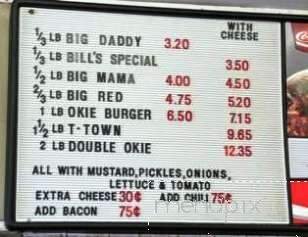 WITH
CHEESE
1/3 LB BIG DADDY 3.20
1/3 LB BILL'S SPECIAL 3.50
1/2 LB BIG MAMA 4.00 4.50
2/3 LB BIG RED 4.75 5.20
1 LB OKIE BURGER 6.50 7.15
1 1/2 LB T-TOWN 9.65
2 LB DOUBLE OKIE 12.35
ALL WITH MUSTARD,PICKLES,ONIONS,
LETTUCE & TOMATO
EXTRA CHEESE 30¢ ADD CHILI 75¢
ADD BACON 75¢
menupix